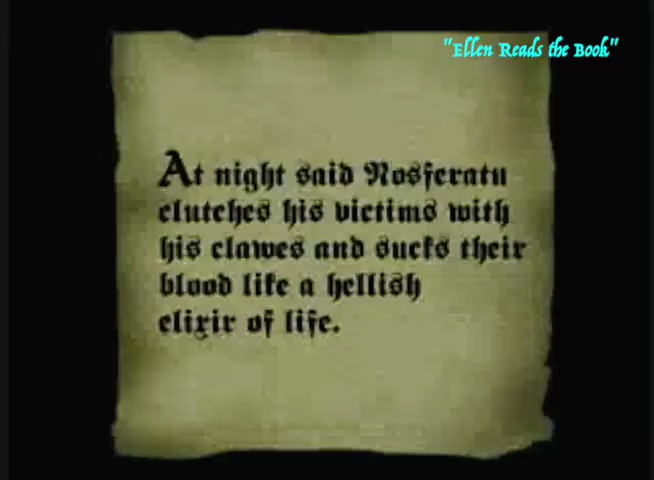 "Ellen Reads the Book"
At night said Nosferatu
clutches his victims with
his clawes and sucks their
blood like a hellish
elixir of life.